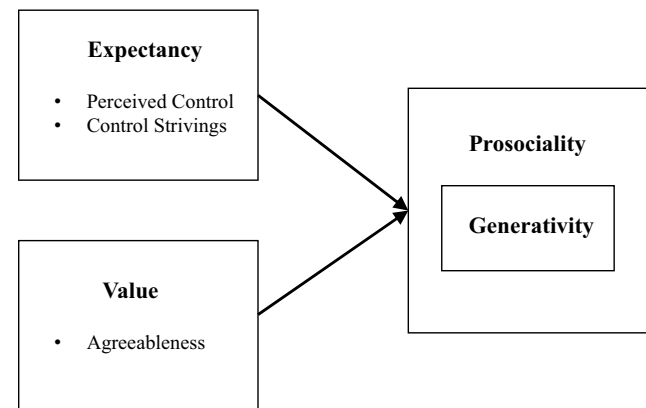 Expectancy
• Perceived Control
• Control Strivings
Prosociality
Generativity
Value
• Agreeableness